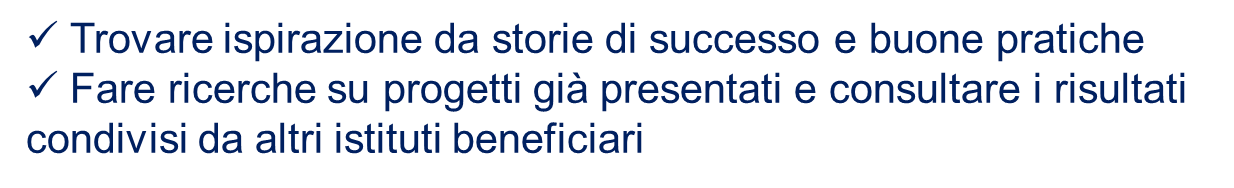 ✓ Trovare ispirazione da storie di successo e buone pratiche
✓ Fare ricerche su progetti già presentati e consultare i risultati
condivisi da altri istituti beneficiari